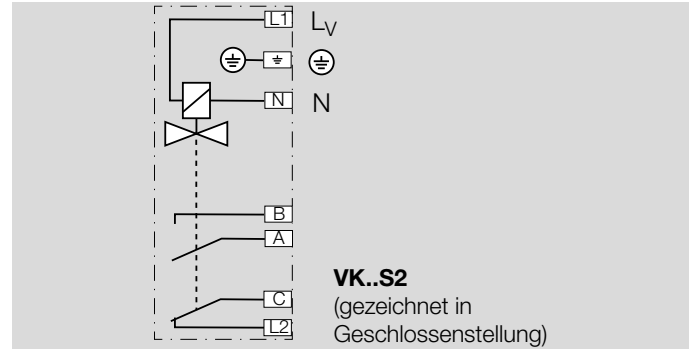 L1 LV
N N
B
A
C
L2
VK..S2
(gezeichnet in
Geschlossenstellung)